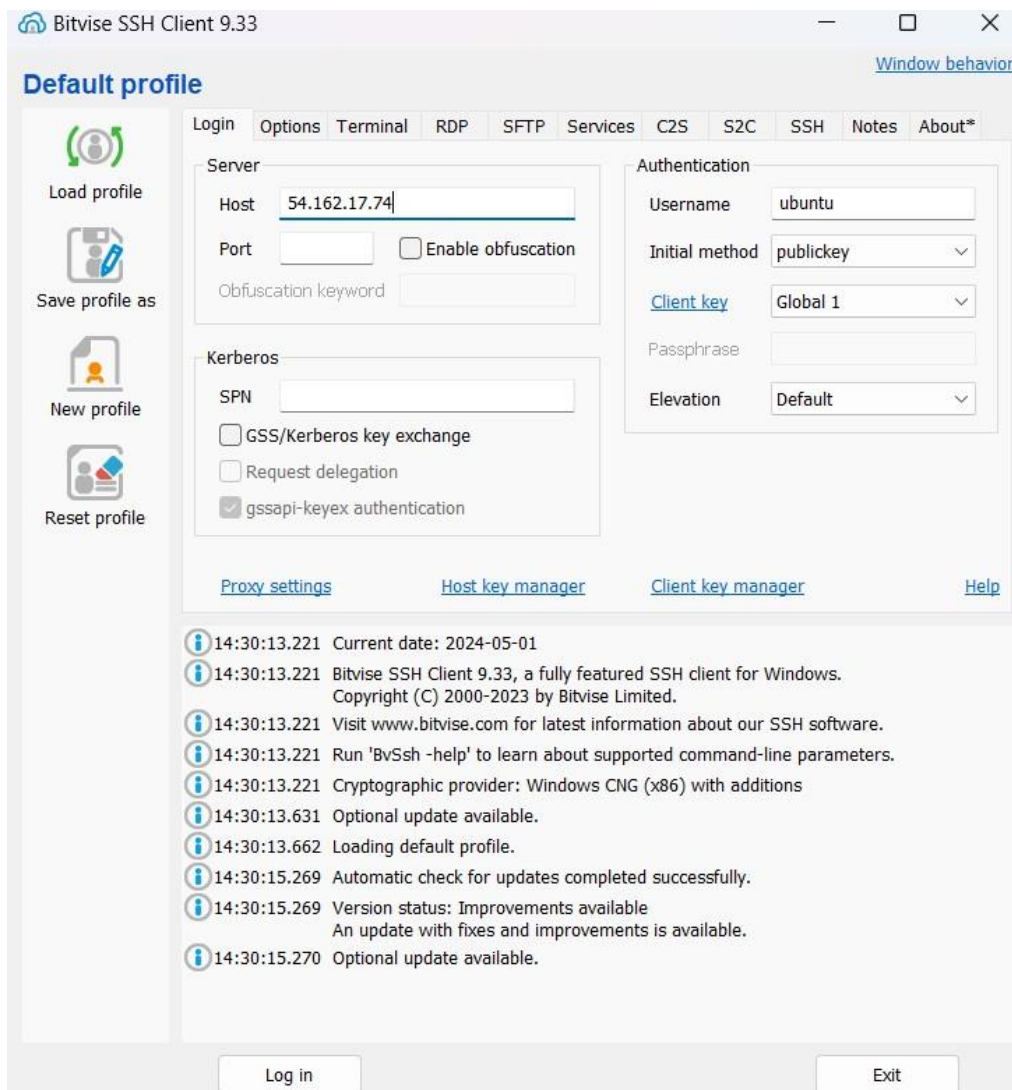 Bitvise SSH Client 9.33
Window behavior
Default profile
Load profile
Save profile as
New profile
Reset profile
Login Options Terminal RDP SFTP Services C2S S2C SSH Notes About*
Server
Host 54.162.17.74
Port Enable obfuscation
Obfuscation keyword
Kerberos
SPN
GSS/Kerberos key exchange
Request delegation
gssapi-keyex authentication
Authentication
Username ubuntu
Initial method publickey
Client key Global 1
Passphrase
Elevation Default
Proxy settings Host key manager Client key manager Help
14:30:13.221 Current date: 2024-05-01
14:30:13.221 Bitvise SSH Client 9.33, a fully featured SSH client for Windows.
Copyright (C) 2000-2023 by Bitvise Limited.
14:30:13.221 Visit www.bitvise.com for latest information about our SSH software.
14:30:13.221 Run 'BvSsh -help' to learn about supported command-line parameters.
14:30:13.221 Cryptographic provider: Windows CNG (x86) with additions
14:30:13.631 Optional update available.
14:30:13.662 Loading default profile.
14:30:15.269 Automatic check for updates completed successfully.
14:30:15.269 Version status: Improvements available
An update with fixes and improvements is available.
14:30:15.270 Optional update available.
Log in Exit